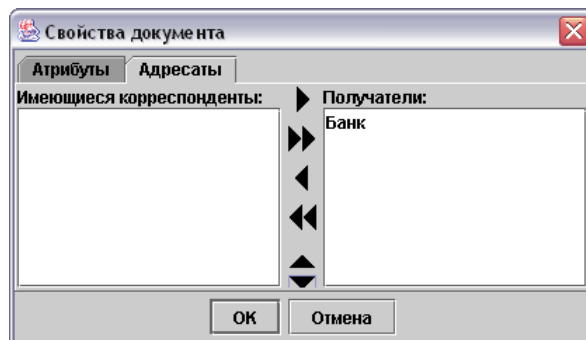 Свойства документа
Атрибуты Адресаты
Имеющиеся корреспонденты: Получатели:
Банк
OK Отмена